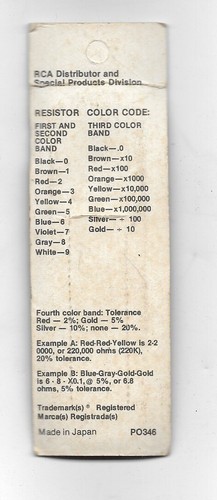 RCA Distributor and
Special Products Division
RESISTOR COLOR CODE:
FIRST AND
SECOND
COLOR
BAND
Black—0
Brown—1
Red—2
Orange—3
Yellow—4
Green—5
Blue—6
Violet—7
Gray—8
White—9
THIRD COLOR
BAND
Black—.0
Brown—x10
Red—x100
Orange—x1000
Yellow—x10,000
Green—x100,000
Blue—x1,000,000
Silver— ÷ 100
Gold— ÷ 10
Fourth color band: Tolerance
Red — 2%; Gold — 5%
Silver — 10%; none — 20%.
Example A: Red-Red-Yellow is 2-2
0000, or 220,000 ohms (220K),
20% tolerance.
Example B: Blue-Gray-Gold-Gold
is 6 - 8 - X0.1,@ 5%, or 6.8
ohms, 5% tolerance.
Trademark(s) ® Registered
Marca(s) Registrada(s)
Made in Japan PO346